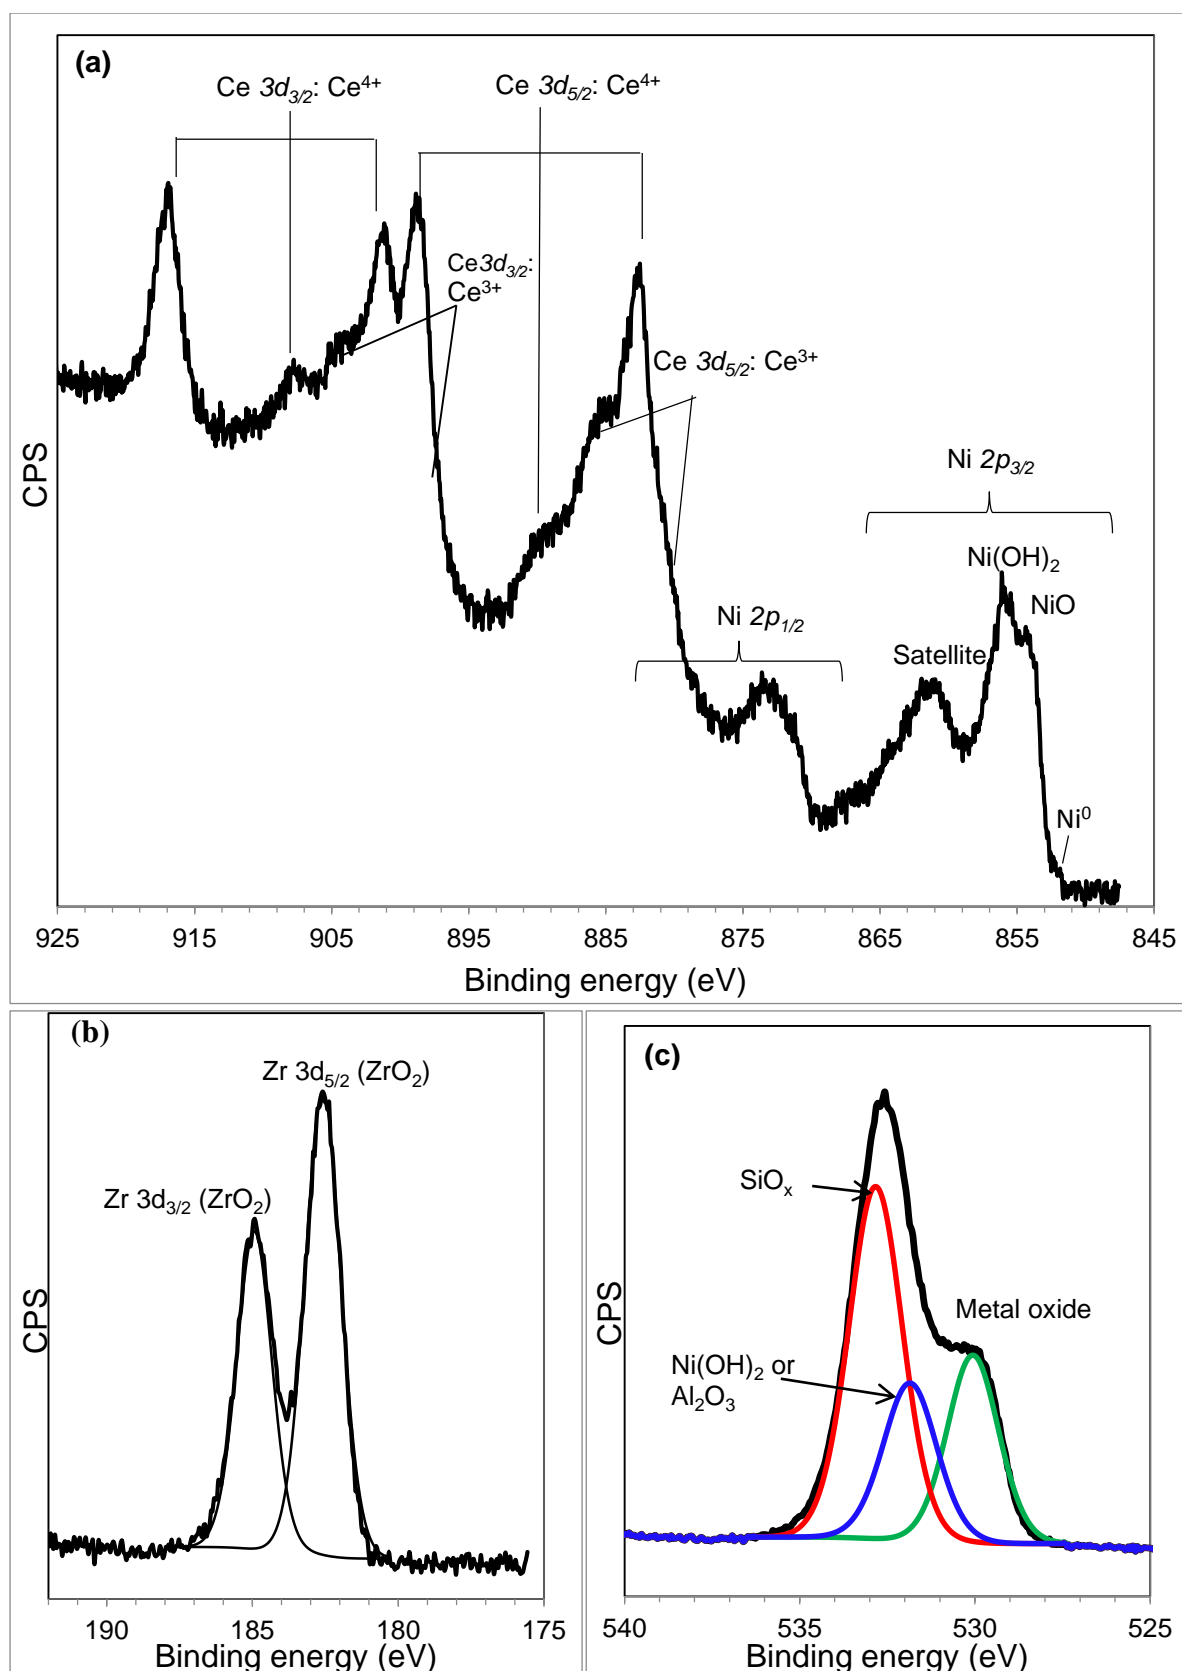 (a)
Ce 3d3/2: Ce4+
Ce 3d5/2: Ce4+
Ce3d3/2:
Ce3+
Ce 3d5/2: Ce3+
Ni 2p3/2
Ni(OH)2
NiO
Ni 2p1/2
Satellite
Ni0
CPS
925 915 905 895 885 875 865 855 845
Binding energy (eV)
(b)
Zr 3d5/2 (ZrO2)
Zr 3d3/2 (ZrO2)
CPS
190 185 180 175
Binding energy (eV)
(c)
SiOx
Metal oxide
Ni(OH)2 or
Al2O3
CPS
540 535 530 525
Binding energy (eV)